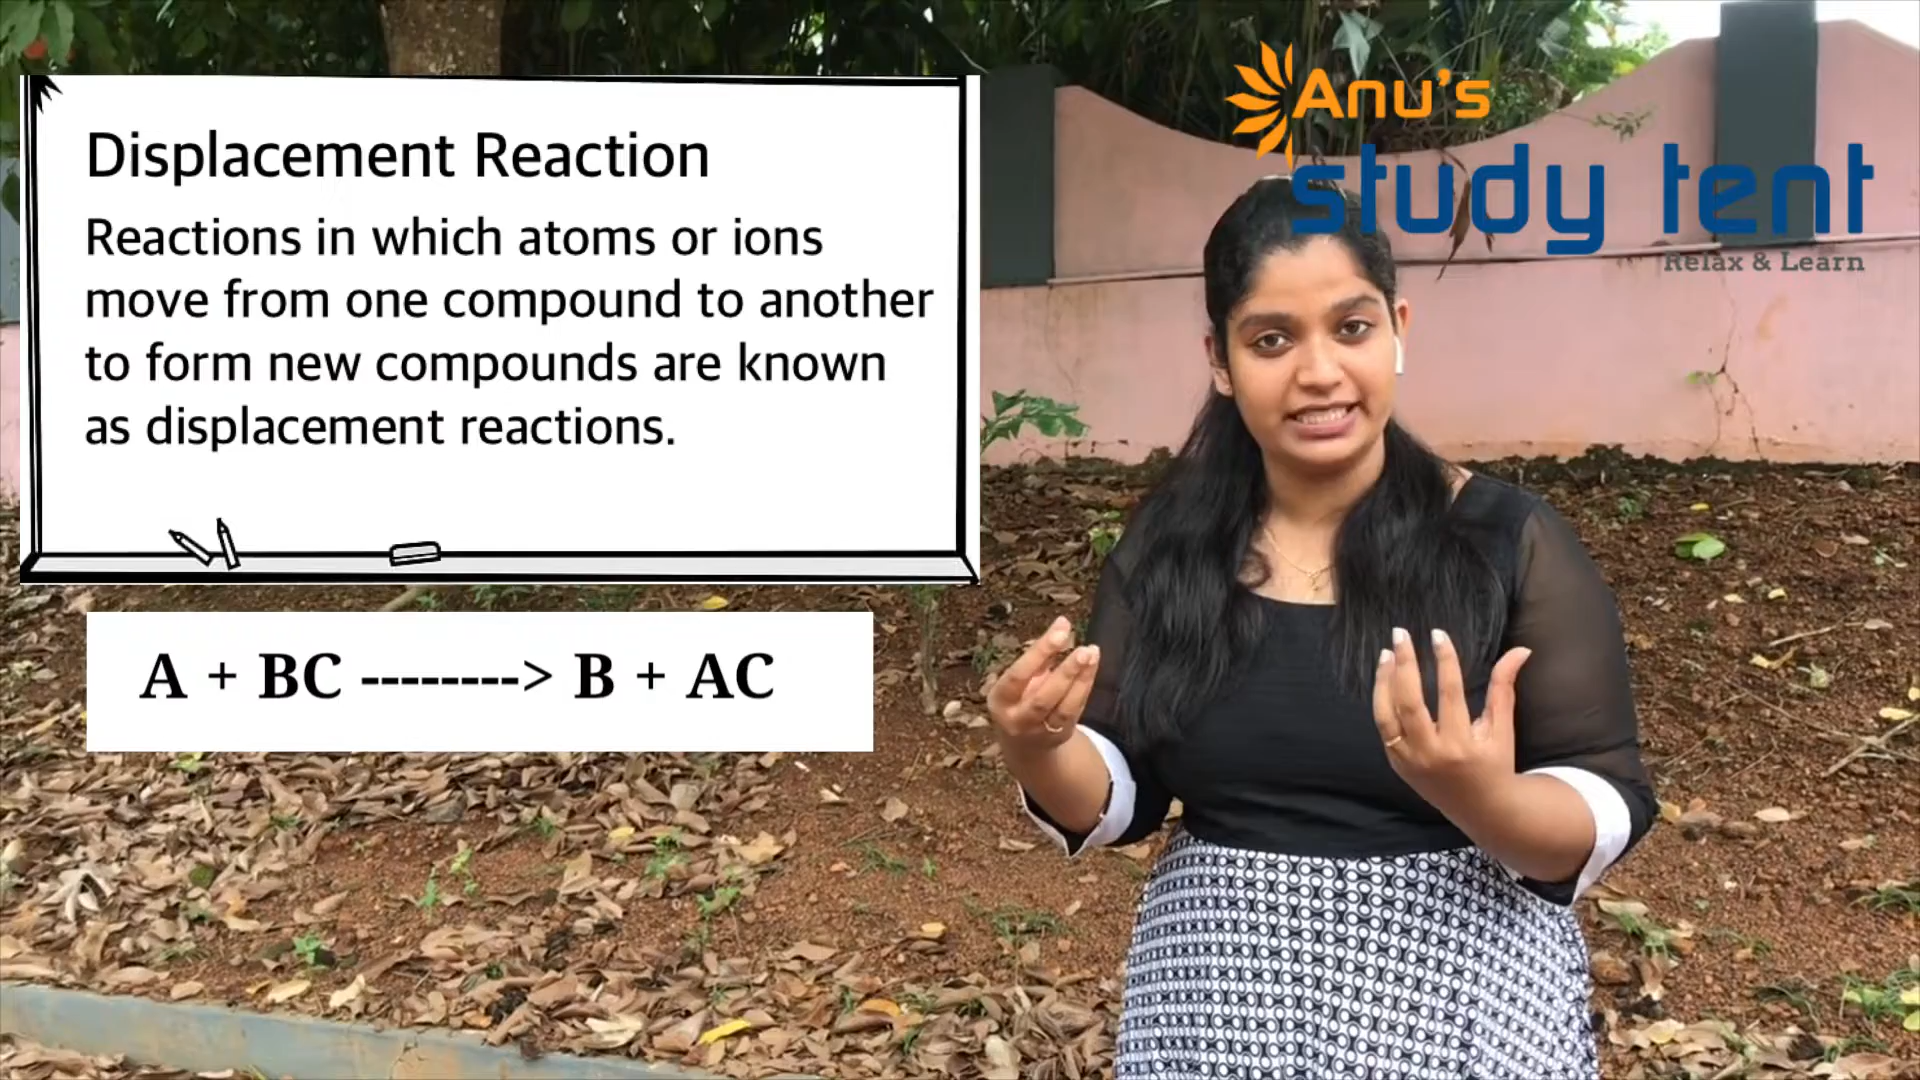 Displacement Reaction
Reactions in which atoms or ions
move from one compound to another
to form new compounds are known
as displacement reactions.
A + BC --------> B + AC
Anu's
study tent
Relax & Learn